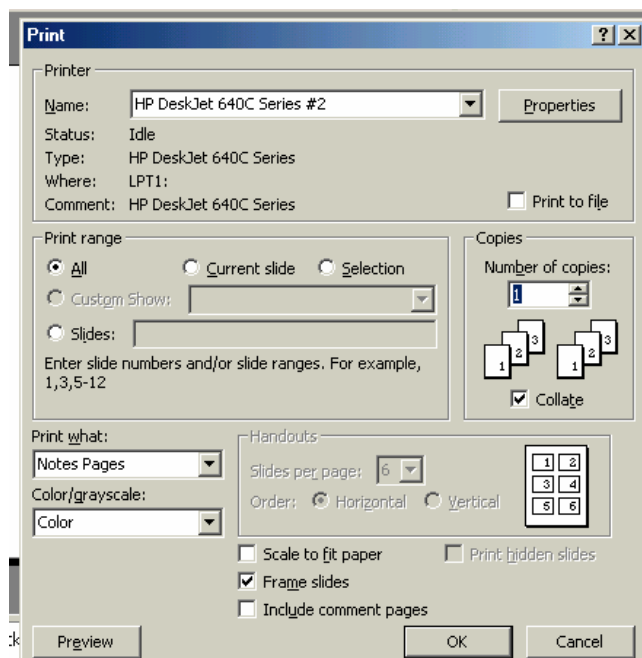 Print
Printer
Name: HP DeskJet 640C Series #2 Properties
Status: Idle
Type: HP DeskJet 640C Series
Where: LPT1:
Comment: HP DeskJet 640C Series Print to file
Print range Copies
All Current slide Selection Number of copies:
Custom Show: 1
Slides:
Enter slide numbers and/or slide ranges. For example,
1,3,5-12
1 2 3 1 2 3
Collate
Print what: Handouts
Notes Pages Slides per page: 6 1 2
Color/grayscale: 3 4
Color Order: Horizontal Vertical 5 6
Scale to fit paper Print hidden slides
Frame slides
Include comment pages
Preview OK Cancel